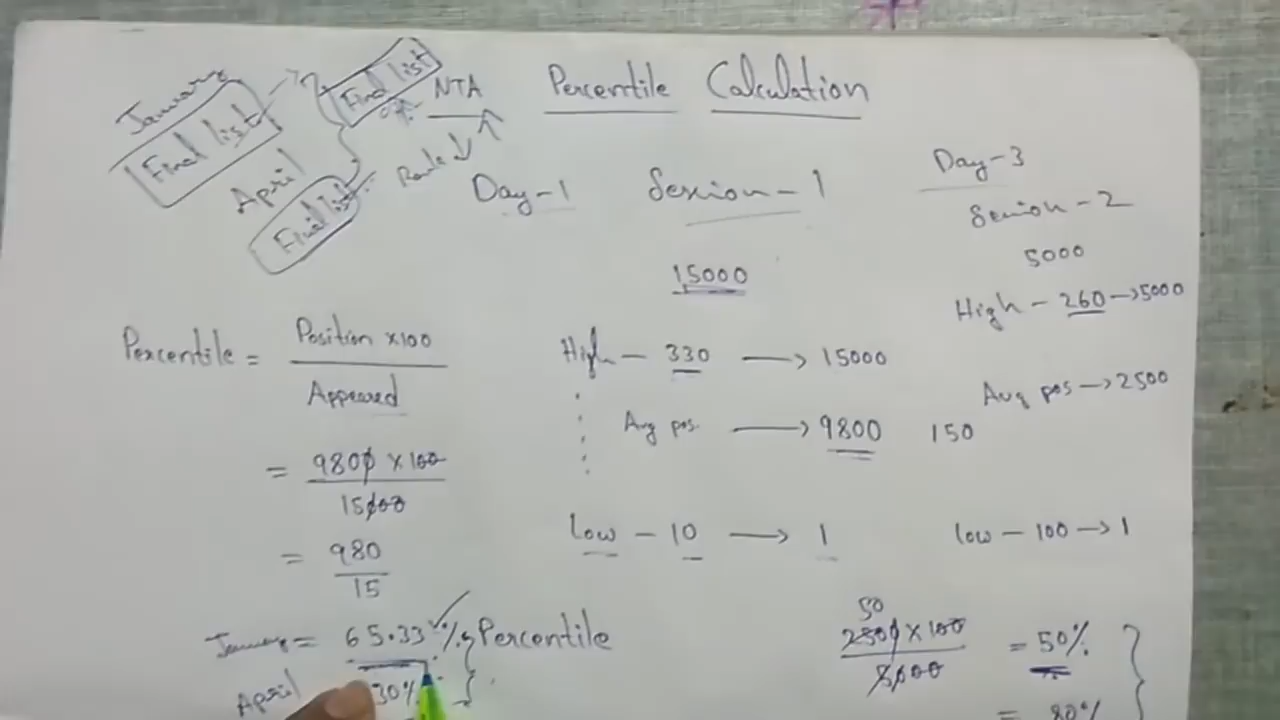 Percentile Calculation
January
Final list
April
Final list
Final list
NTA
Rank ↓ ↑
Day-1 Session-1
15000
Day-3
Session-2
5000
High - 260 → 5000
Avg pos → 2500
150
Low - 100 → 1
Percentile = Position ×100
Appeared
= 9800 × 100
15000
= 980
15
January = 65.33 % Percentile
April 30%
High - 330 → 15000
Avg pos. → 9800
Low - 10 → 1
50
2500 × 100
5000
= 50%
= 80%